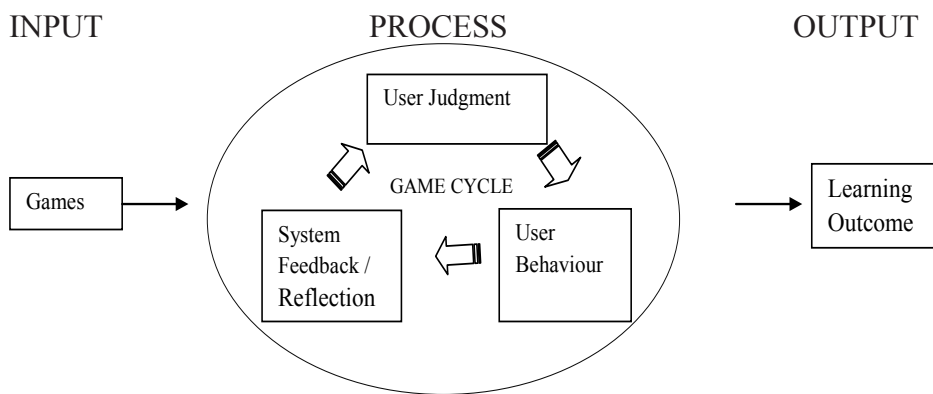 INPUT
PROCESS
OUTPUT
User Judgment
GAME CYCLE
Games
System
Feedback /
Reflection
User
Behaviour
Learning
Outcome